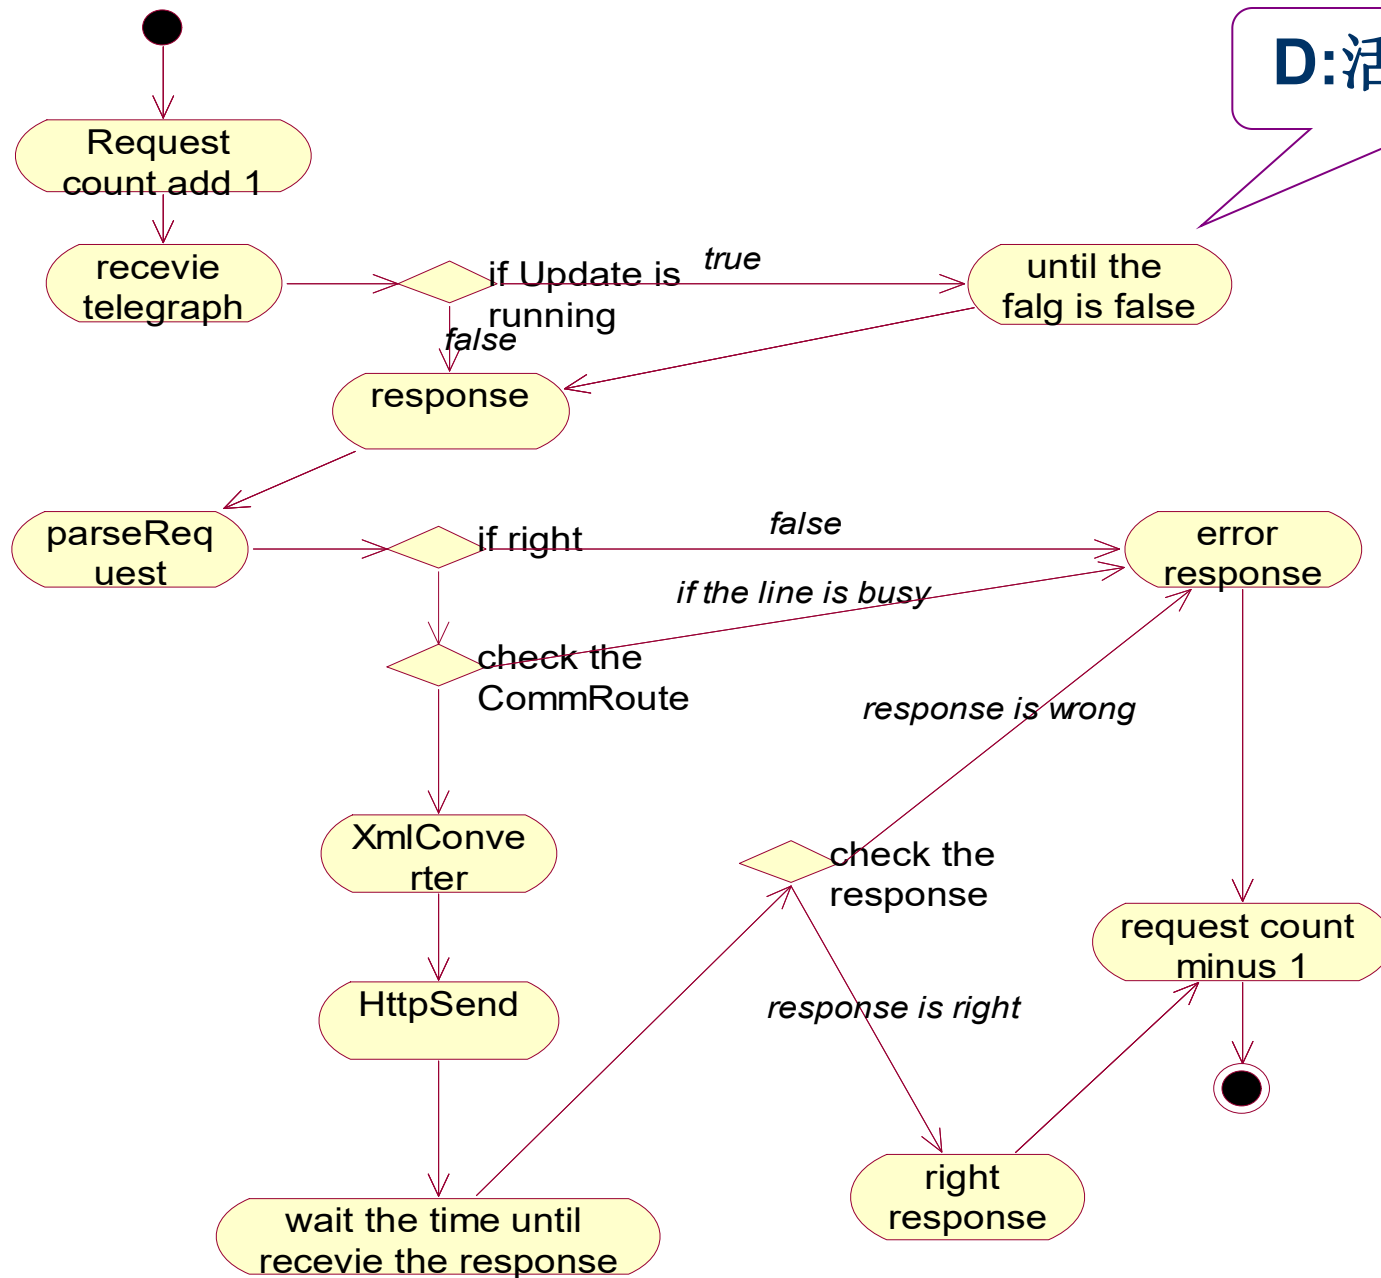 D:活
Request
count add 1
recevie
telegraph
if Update is
running
true
false
until the
falg is false
response
parseReq
uest
if right
false
error
response
if the line is busy
check the
CommRoute
response is wrong
XmlConve
rter
check the
response
request count
minus 1
HttpSend
response is right
right
response
wait the time until
recevie the response